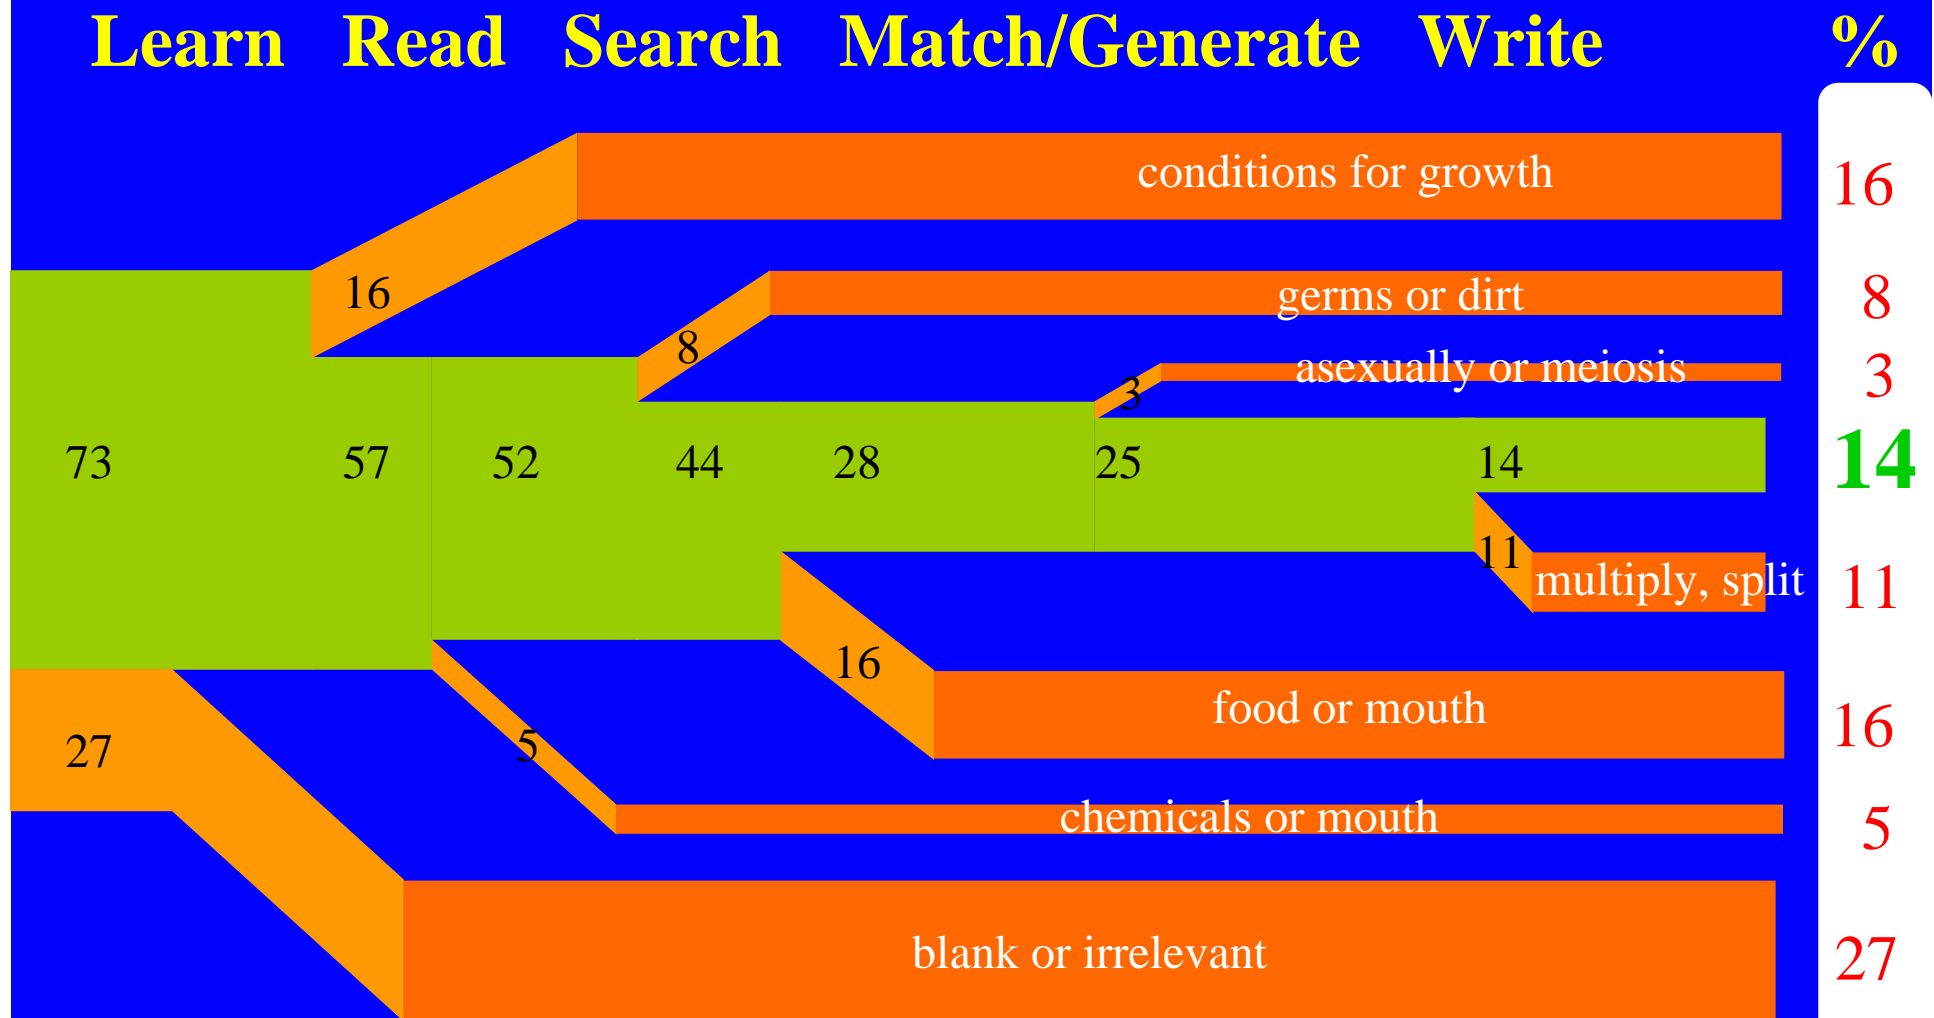 Learn Read Search Match/Generate Write %
conditions for growth 16
16
germs or dirt 8
8
asexually or meiosis 3
3
73 57 52 44 28 25 14 14
11
multiply, split 11
16
food or mouth 16
27
5
chemicals or mouth 5
blank or irrelevant 27